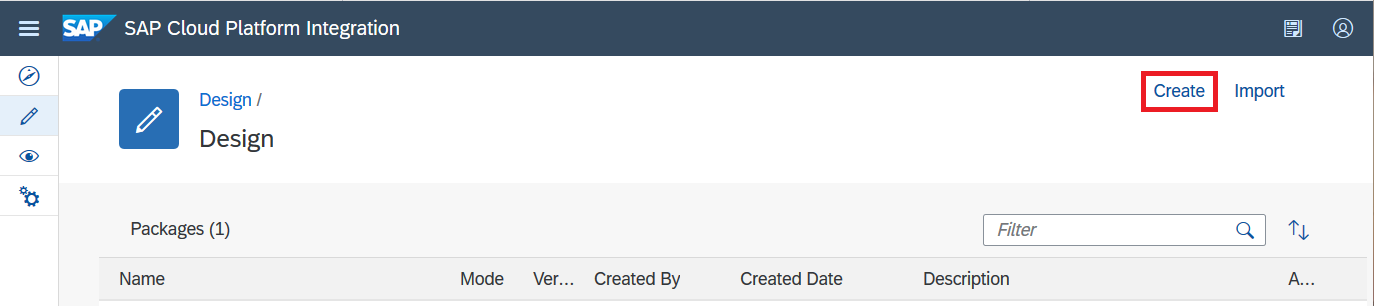 SAP SAP Cloud Platform Integration
Design /
Create Import
Design
Packages (1)
Filter
Name Mode Ver... Created By Created Date Description A...